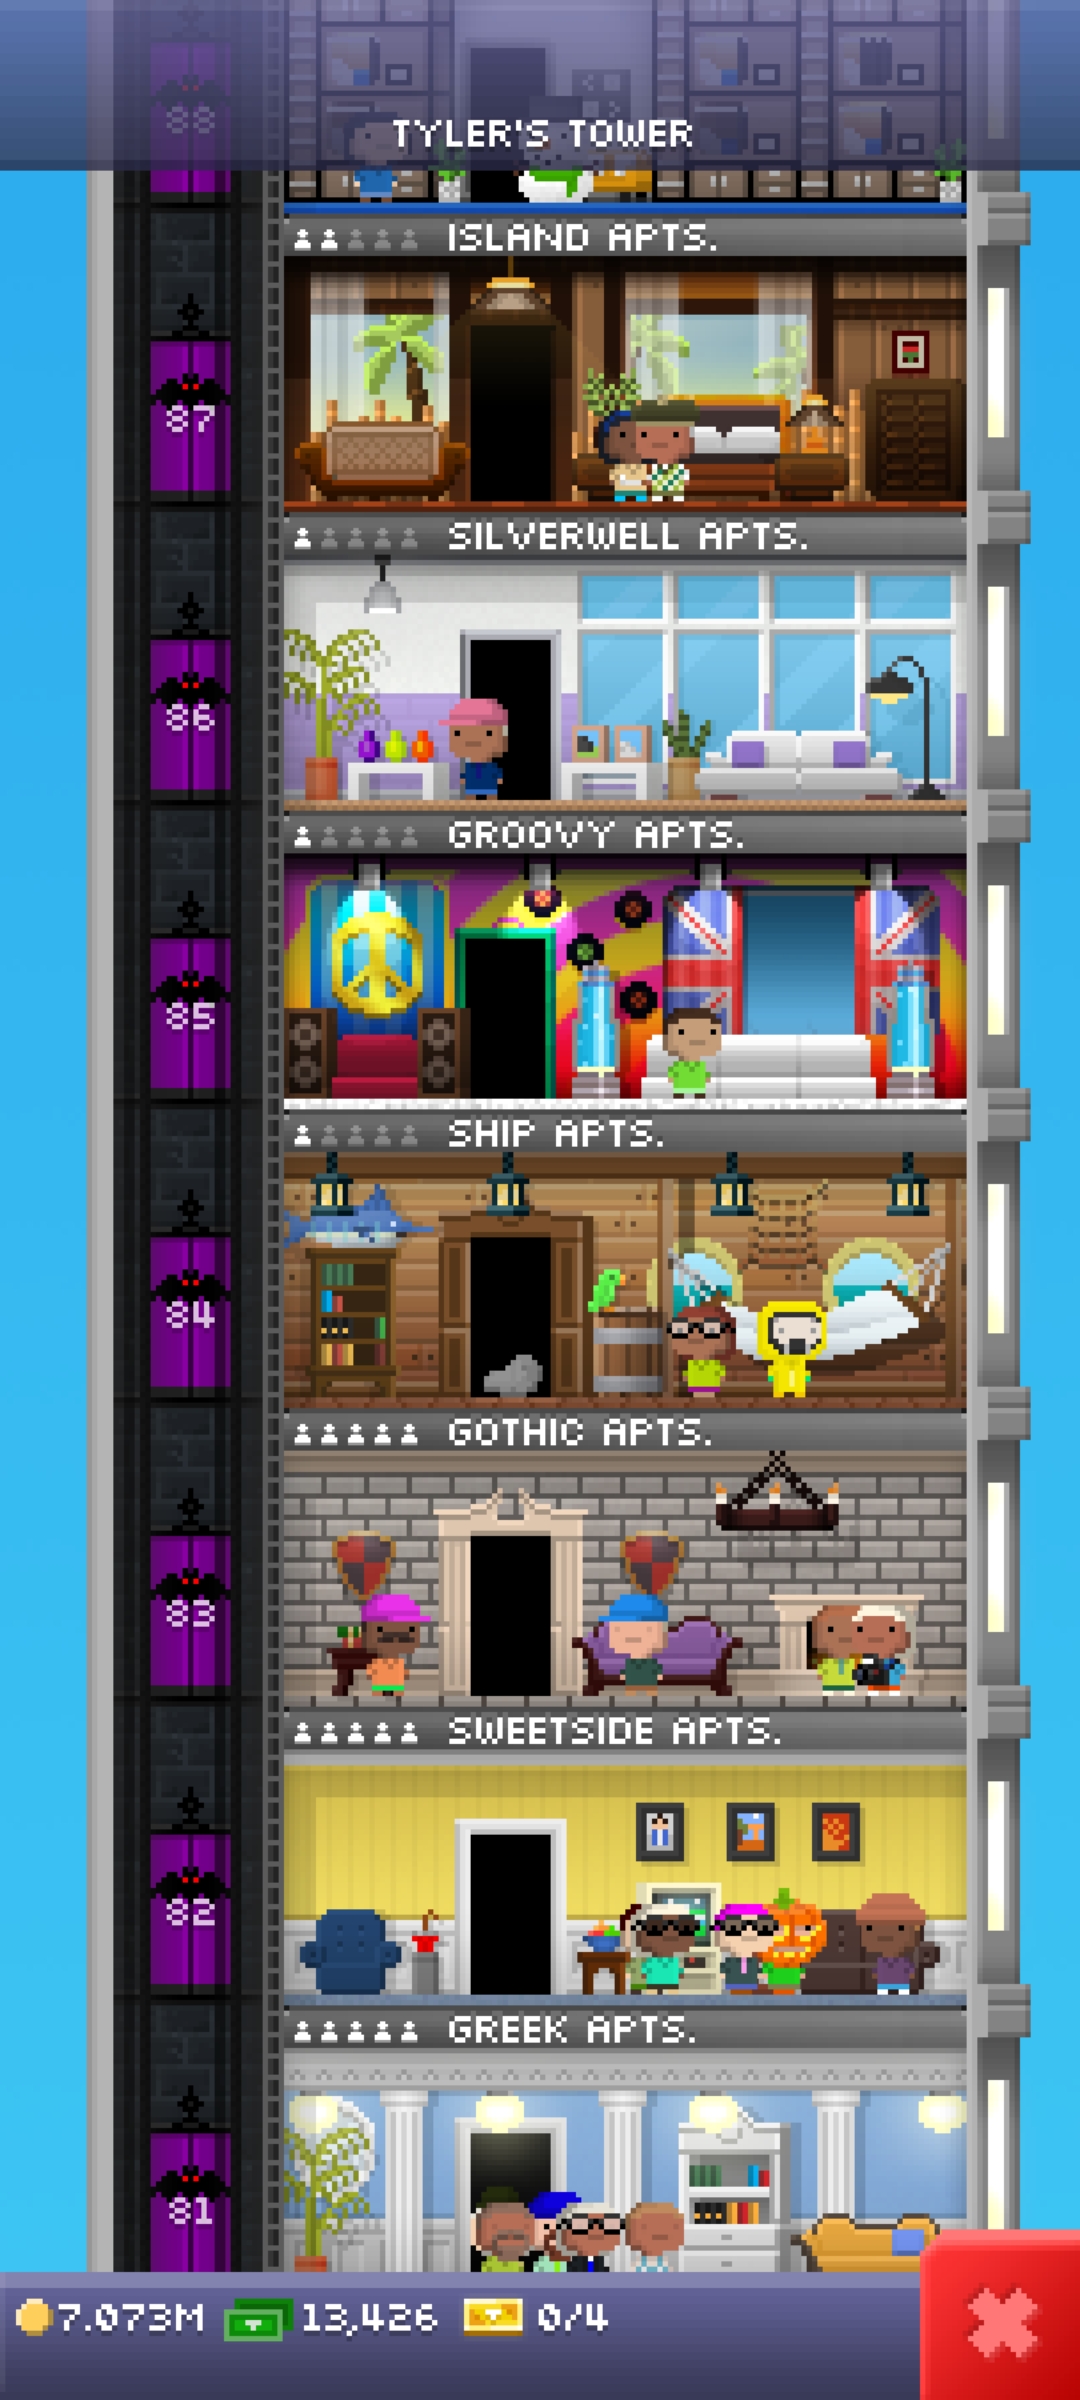 88
TYLER'S TOWER
ISLAND APTS.
87
SILVERWELL APTS.
86
GROOVY APTS.
85
SHIP APTS.
84
GOTHIC APTS.
83
SWEETSIDE APTS.
82
GREEK APTS.
81
7.073M 13,426 0/4